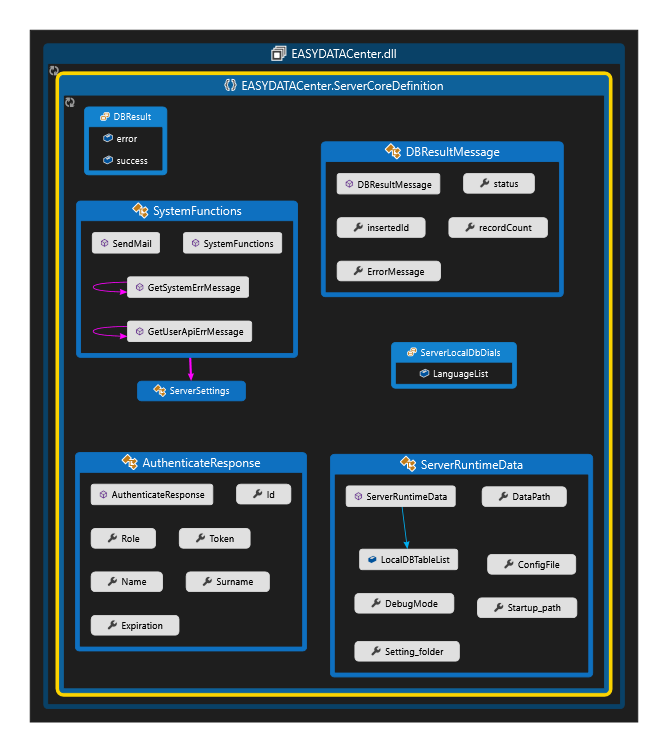 EASYDATACenter.dll
EASYDATACenter.ServerCoreDefinition
DBResult
error
success
DBResultMessage
DBResultMessage
status
insertedId
recordCount
ErrorMessage
SystemFunctions
SendMail
SystemFunctions
GetSystemErrMessage
GetUserApiErrMessage
ServerSettings
ServerLocalDbDials
LanguageList
AuthenticateResponse
AuthenticateResponse
Id
Role
Token
Name
Surname
Expiration
ServerRuntimeData
ServerRuntimeData
DataPath
LocalDBTableList
ConfigFile
DebugMode
Startup_path
Setting_folder